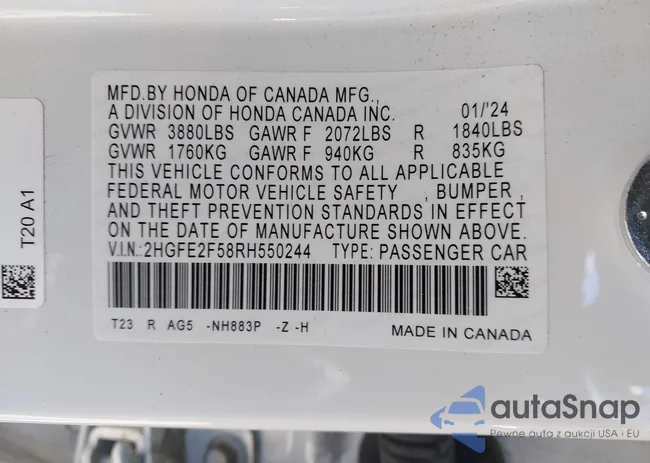 MFD.BY HONDA OF CANADA MFG.,
A DIVISION OF HONDA CANADA INC. 01/'24
GVWR 3880LBS GAWR F 2072LBS R 1840LBS
GVWR 1760KG GAWR F 940KG R 835KG
THIS VEHICLE CONFORMS TO ALL APPLICABLE
FEDERAL MOTOR VEHICLE SAFETY , BUMPER ,
AND THEFT PREVENTION STANDARDS IN EFFECT
ON THE DATE OF MANUFACTURE SHOWN ABOVE.
V.I.N.:2HGFE2F58RH550244 TYPE: PASSENGER CAR
T23 R AG5 -NH883P -Z -H
MADE IN CANADA
T20 A1
autoSnap
Pewne auta z aukcji USA i EU